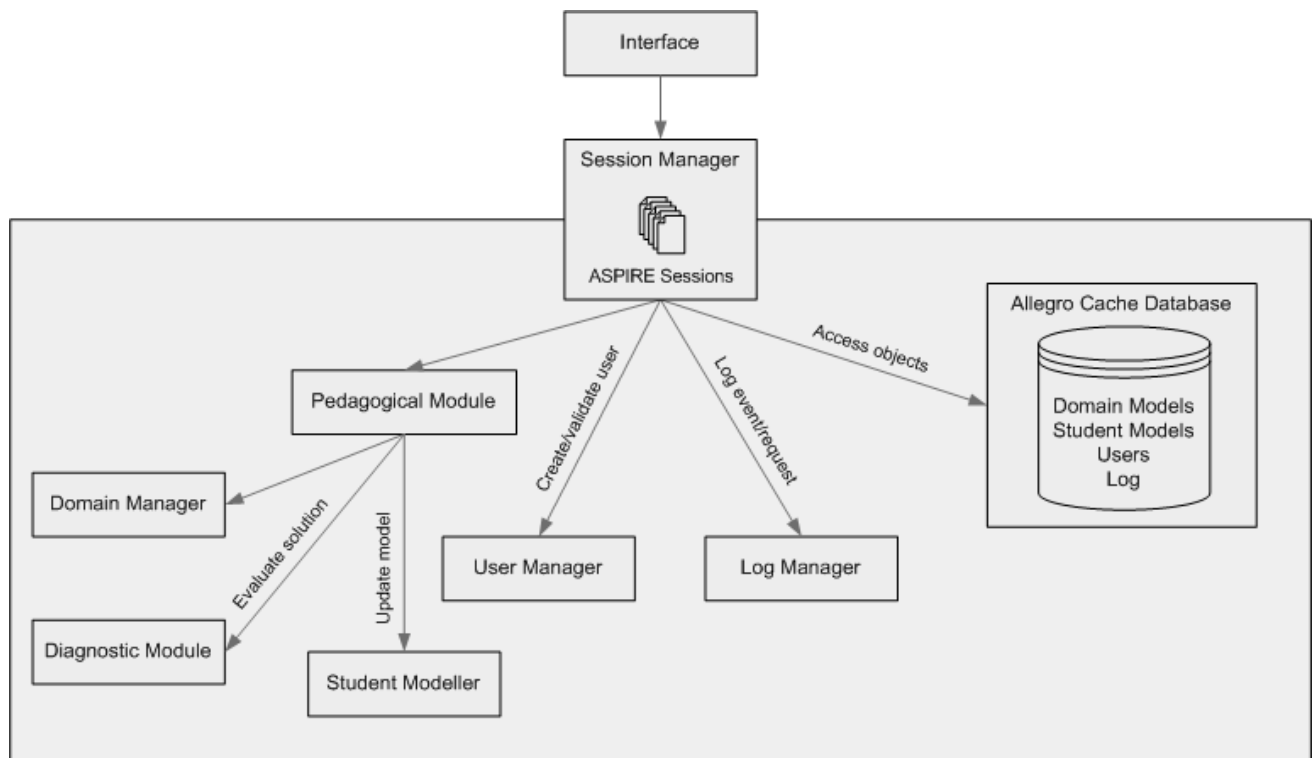 Interface
Session Manager
ASPIRE Sessions
Allegro Cache Database
Domain Models
Student Models
Users
Log
Access objects
Create/validate user
Log event/request
Pedagogical Module
Domain Manager
Evaluate solution
Update model
User Manager
Log Manager
Diagnostic Module
Student Modeller